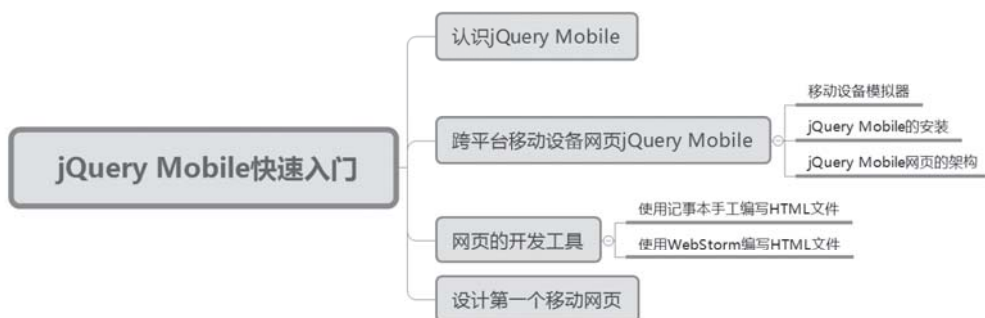 jQuery Mobile快速入门
认识jQuery Mobile
跨平台移动设备网页jQuery Mobile
移动设备模拟器
jQuery Mobile的安装
jQuery Mobile网页的架构
网页的开发工具
使用记事本手工编写HTML文件
使用WebStorm编写HTML文件
设计第一个移动网页